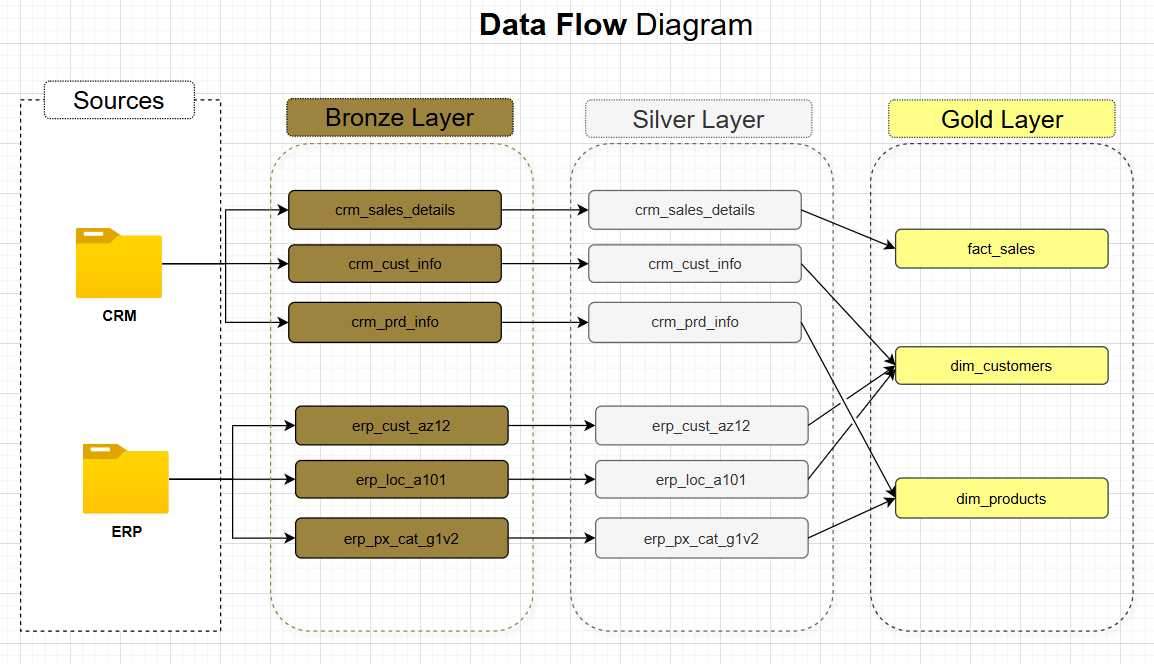 Data Flow Diagram
Sources
Bronze Layer
Silver Layer
Gold Layer
CRM
ERP
crm_sales_details
crm_cust_info
crm_prd_info
erp_cust_az12
erp_loc_a101
erp_px_cat_g1v2
crm_sales_details
crm_cust_info
crm_prd_info
erp_cust_az12
erp_loc_a101
erp_px_cat_g1v2
fact_sales
dim_customers
dim_products